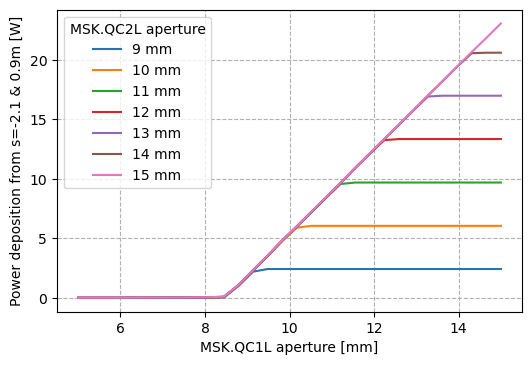 Power deposition from s=-2.1 & 0.9m [W]
20
15
10
5
0
MSK.QC2L aperture
9 mm
10 mm
11 mm
12 mm
13 mm
14 mm
15 mm
6
8
10
12
14
MSK.QC1L aperture [mm]